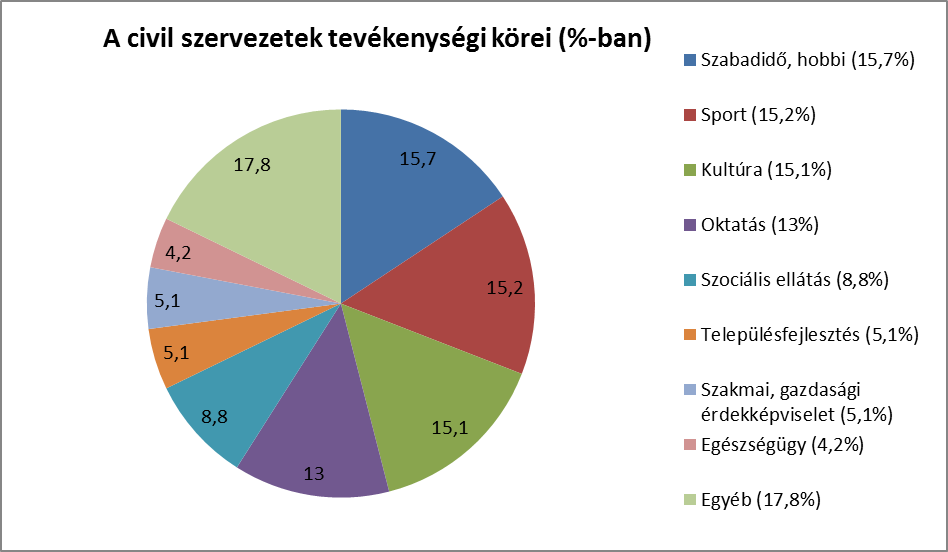 A civil szervezetek tevékenységi körei (%-ban)
Szabadidő, hobbi (15,7%)
Sport (15,2%)
Kultúra (15,1%)
Oktatás (13%)
Szociális ellátás (8,8%)
Településfejlesztés (5,1%)
Szakmai, gazdasági
érdekképviselet (5,1%)
Egészségügy (4,2%)
Egyéb (17,8%)
15,7
15,2
15,1
13
8,8
5,1
5,1
4,2
17,8